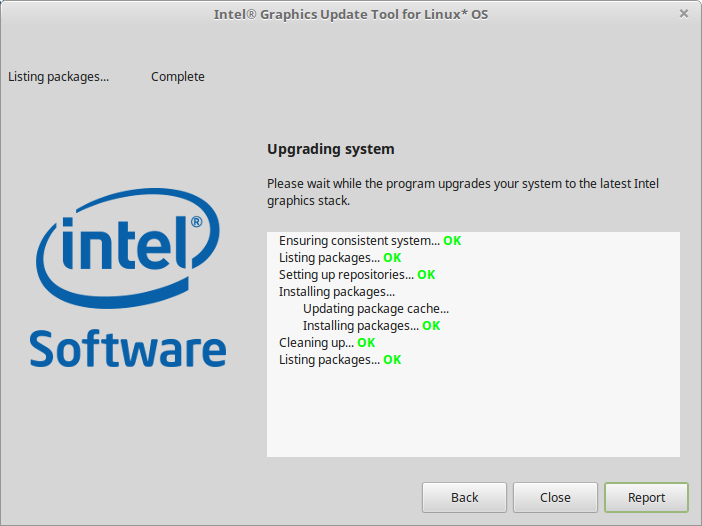 Intel® Graphics Update Tool for Linux* OS
Listing packages... Complete
Upgrading system
Please wait while the program upgrades your system to the latest Intel
graphics stack.
intel®
Software
Ensuring consistent system... OK
Listing packages... OK
Setting up repositories... OK
Installing packages...
Updating package cache...
Installing packages... OK
Cleaning up... OK
Listing packages... OK
Back Close Report